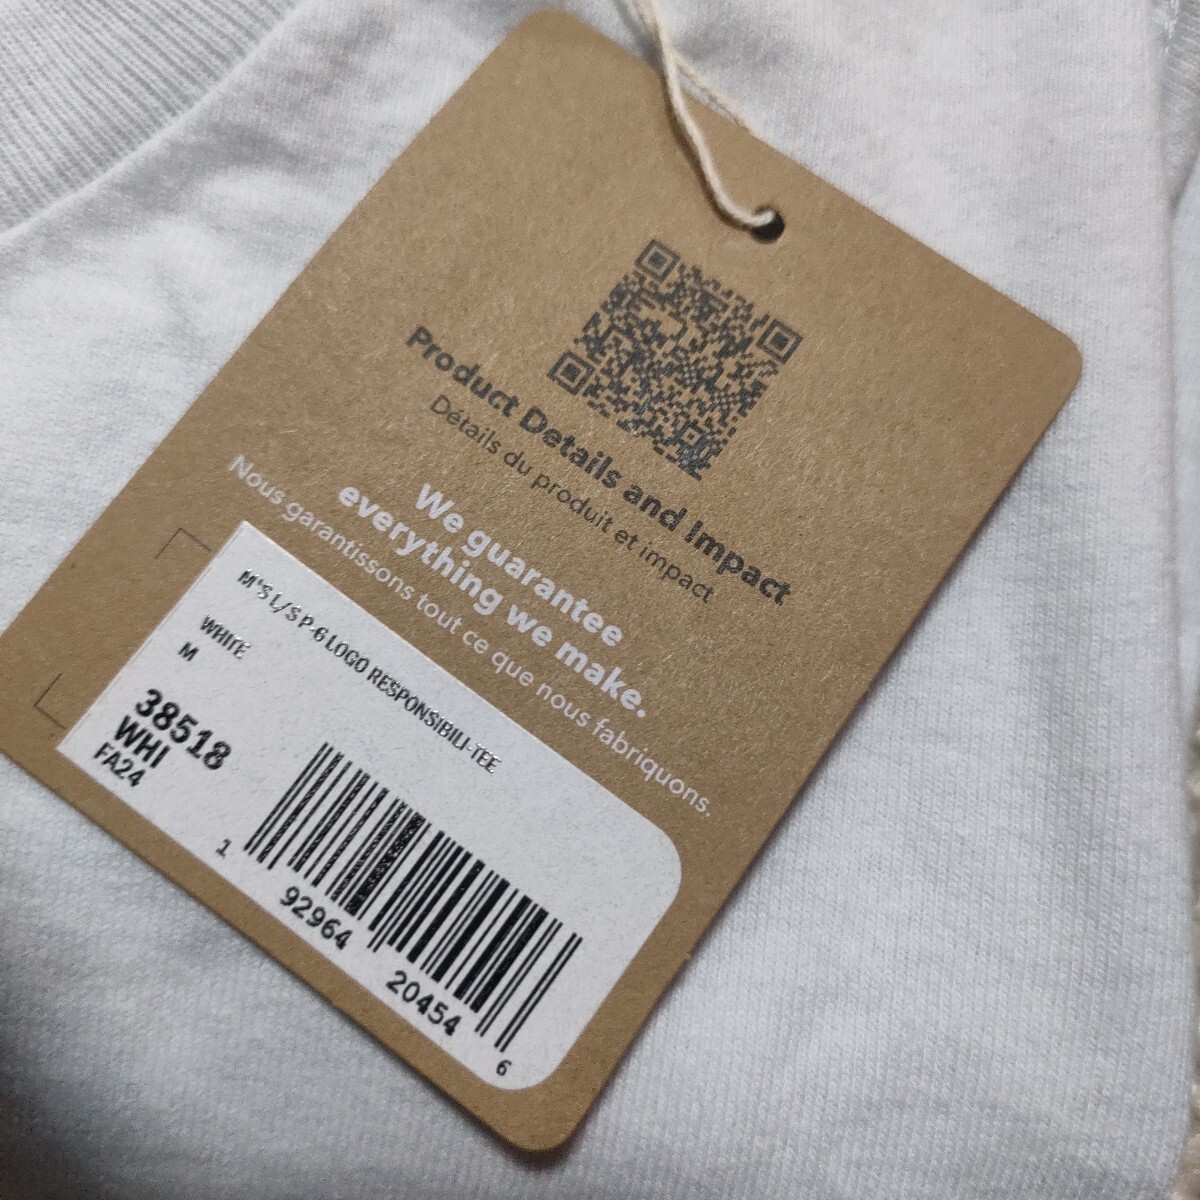 Product Details and Impact
Détails du produit et impact
We guarantee
everything we make.
Nous garantissons tout ce que nous fabriquons.
M'S L/S P-6 LOGO RESPONSIBILI-TEE
WHITE
M
38518
WHI
FA24
1 92964 20454 6